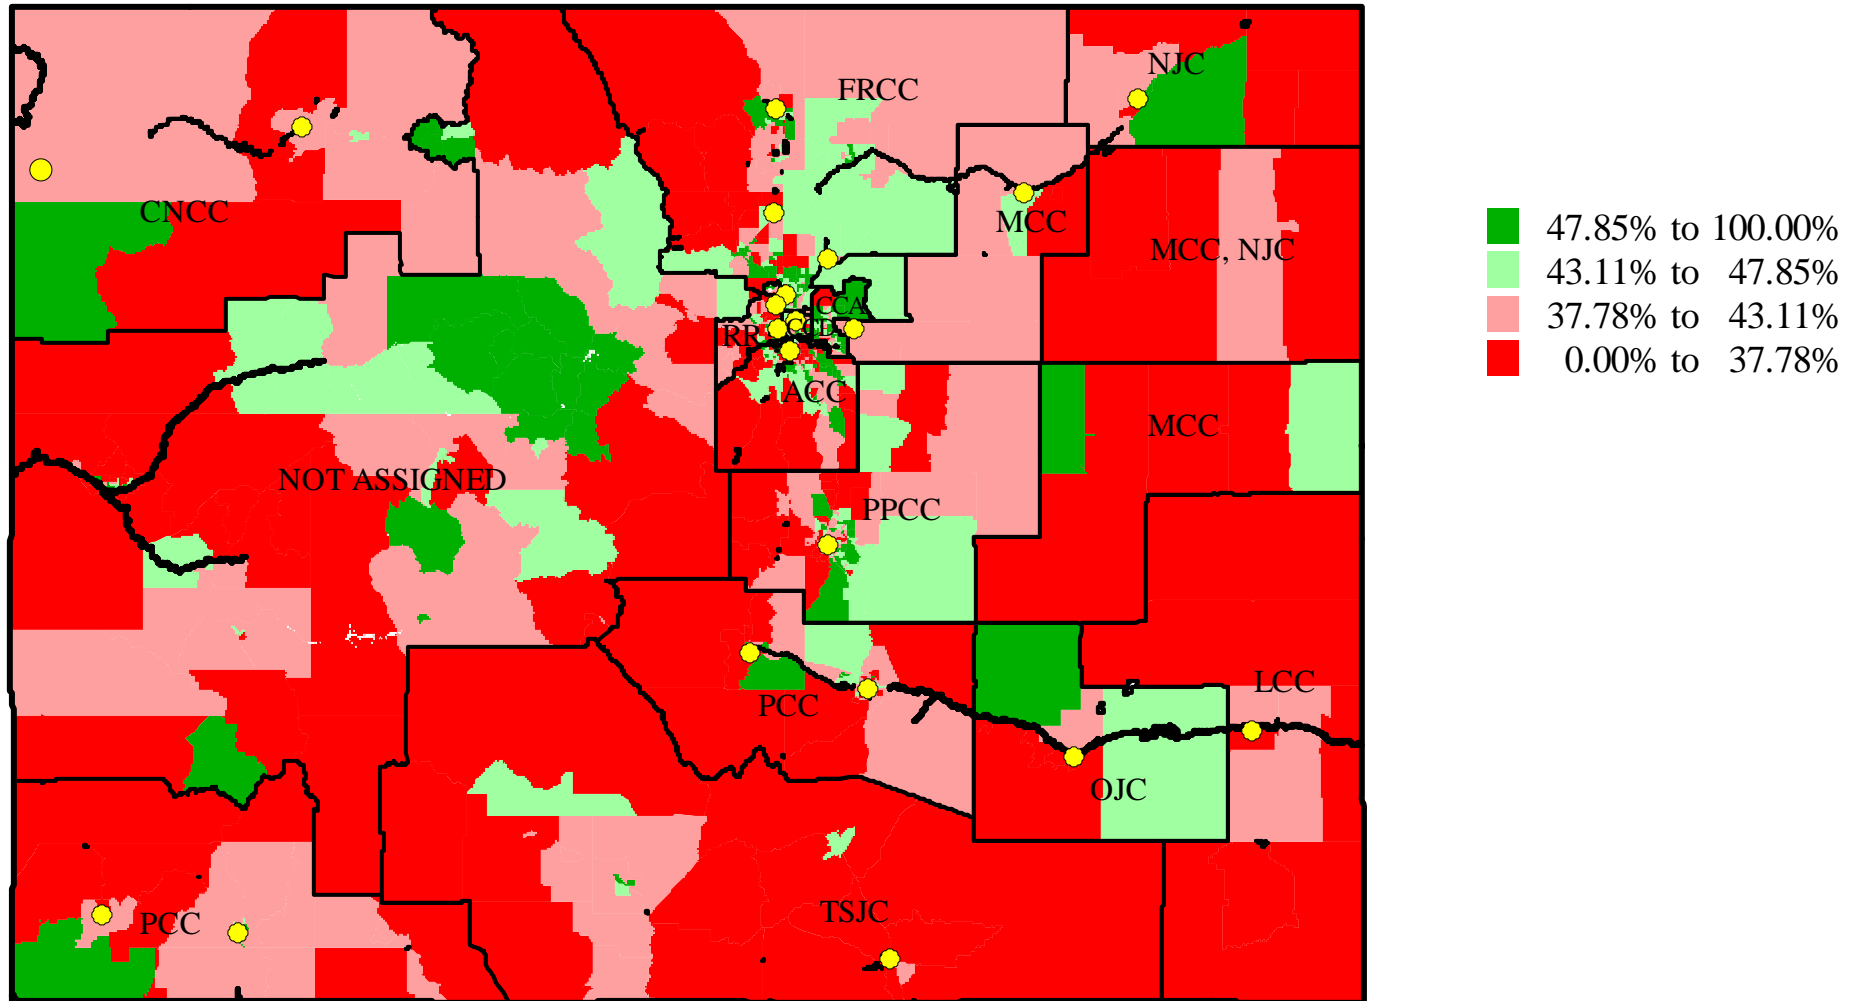 NJC
FRCC
CNCC
MCC
MCC, NJC
CCA
CCD
RR
ACC
MCC
NOT ASSIGNED
PPCC
LCC
PCC
OJC
TSJC
PCC
47.85% to 100.00%
43.11% to 47.85%
37.78% to 43.11%
0.00% to 37.78%